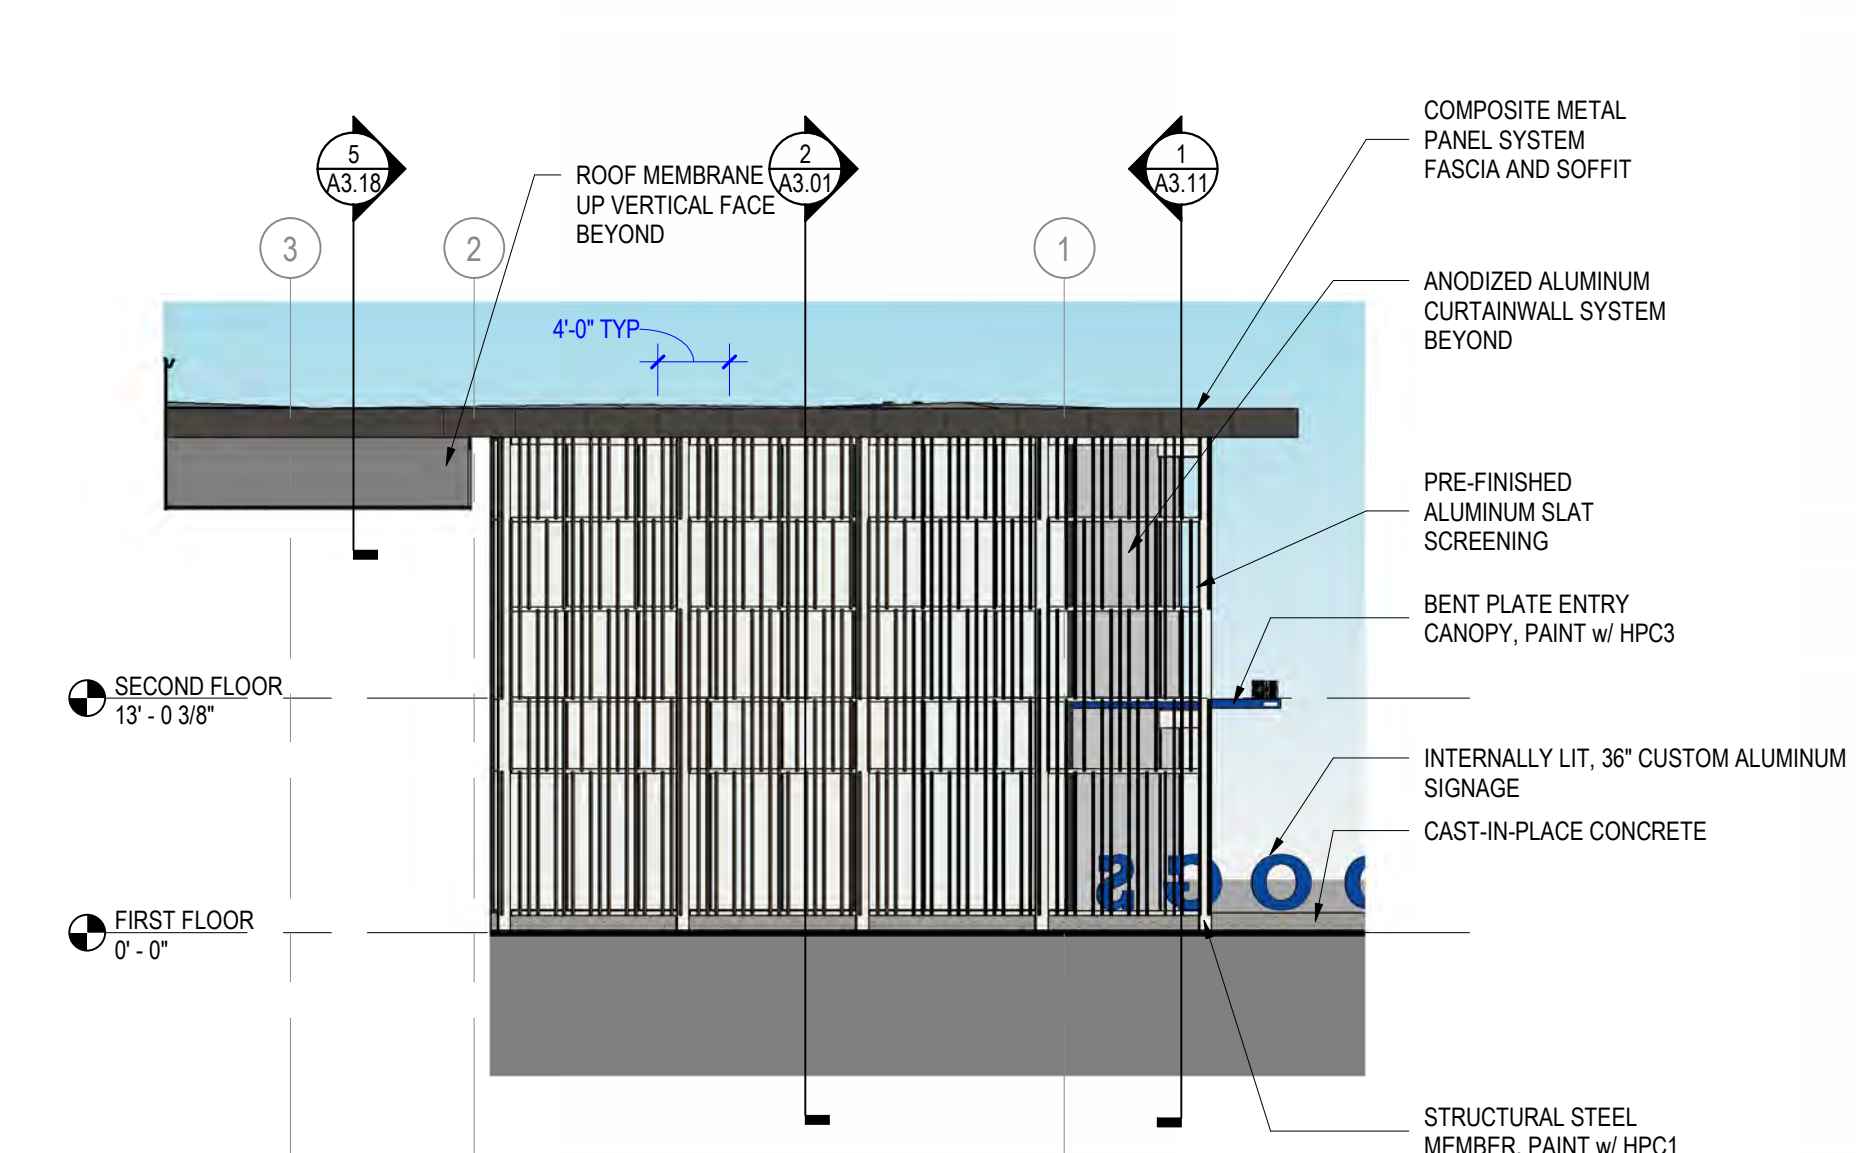 COMPOSITE METAL
PANEL SYSTEM
FASCIA AND SOFFIT
5
A3.18
2
A3.01
1
A3.11
ROOF MEMBRANE
UP VERTICAL FACE
BEYOND
3
2
1
ANODIZED ALUMINUM
CURTAINWALL SYSTEM
BEYOND
4'-0" TYP
PRE-FINISHED
ALUMINUM SLAT
SCREENING
BENT PLATE ENTRY
CANOPY, PAINT w/ HPC3
SECOND FLOOR
13' - 0 3/8"
INTERNALLY LIT, 36" CUSTOM ALUMINUM
SIGNAGE
CAST-IN-PLACE CONCRETE
SGO
FIRST FLOOR
0' - 0"
STRUCTURAL STEEL
MEMBER, PAINT w/ HPC1